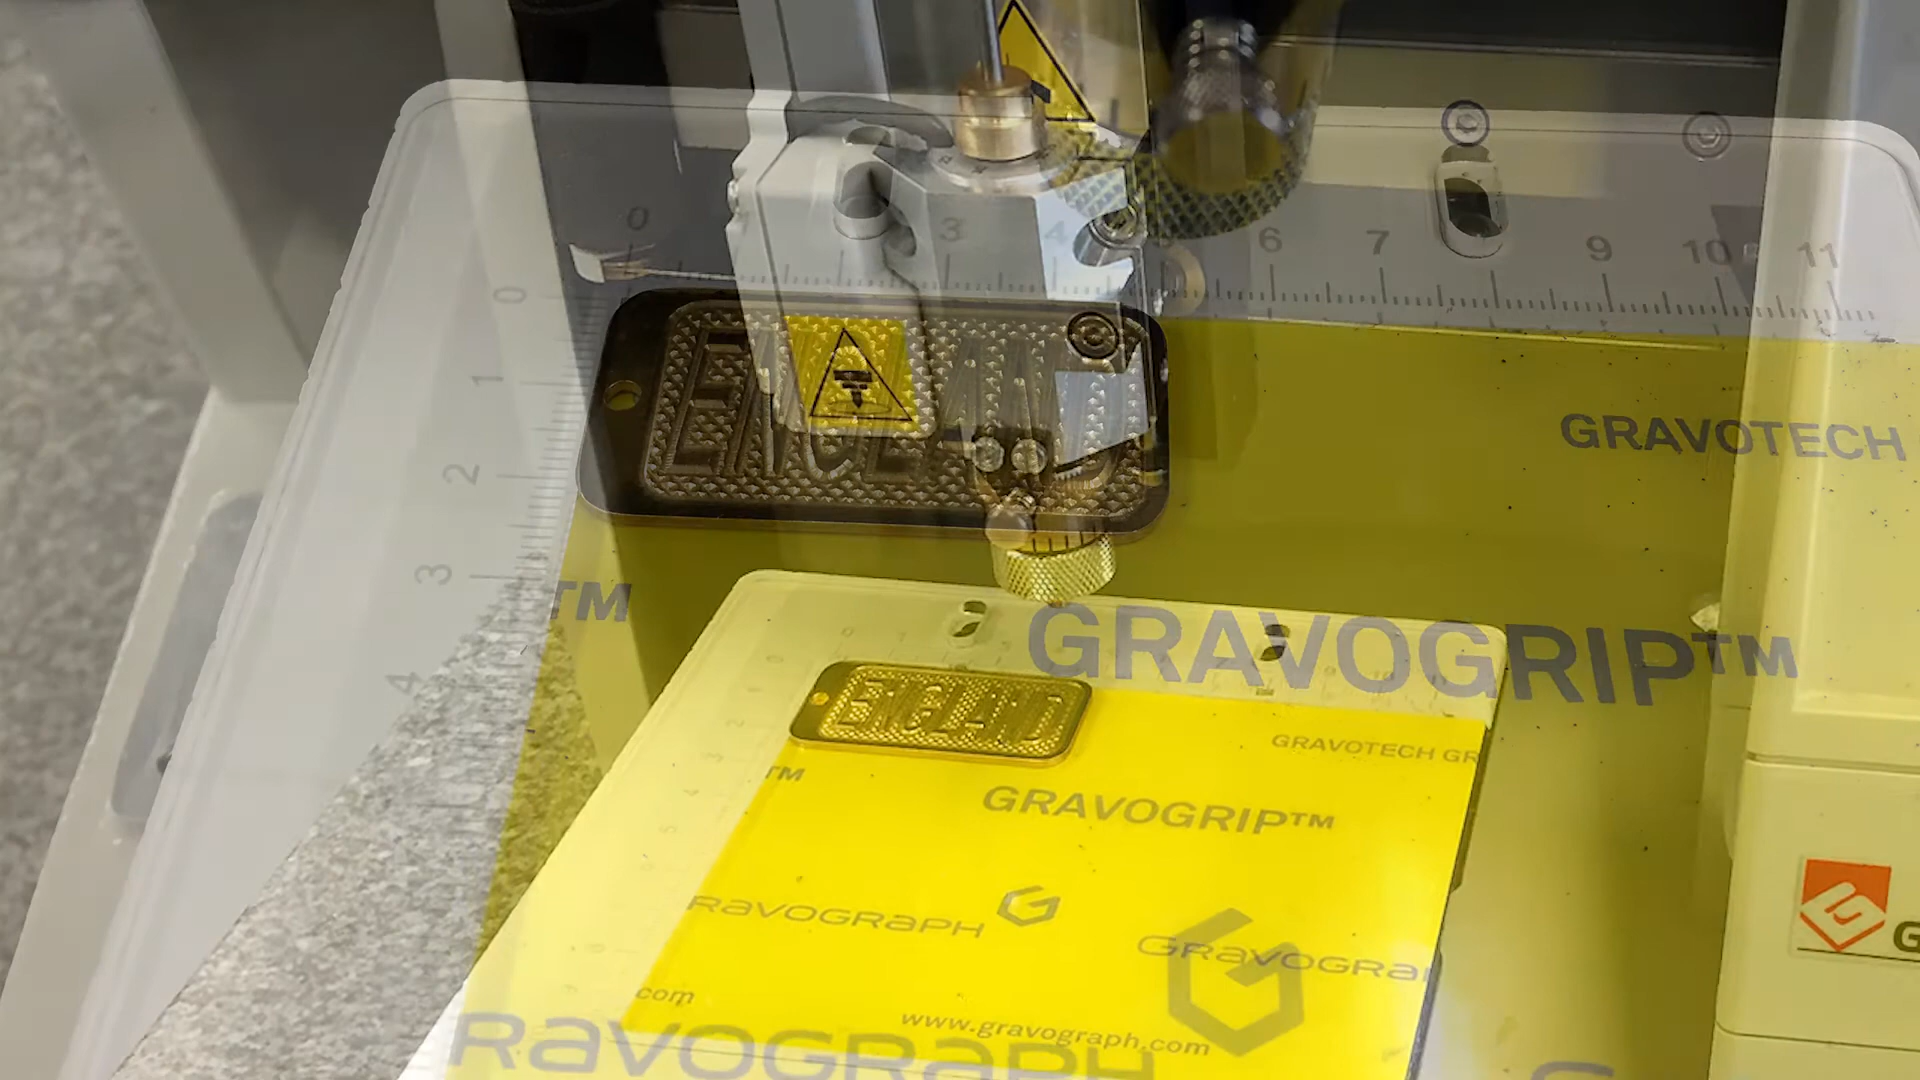 0 3 4 6 7 9 10 11
0
1
2
3
4
ENGLAND
GRAVOTECH
™
GRAVOGRIP™
ENGLAND
GRAVOTECH GR
™
GRAVOGRIP™
RAVOGRAPH
GRAVOGRA
com
www.gravograph.com
RAVOGRAPH
G